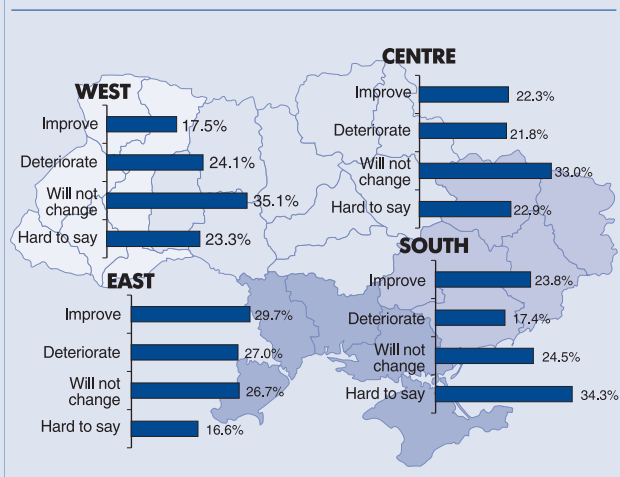 WEST
Improve 17.5%
Deteriorate 24.1%
Will not
change 35.1%
Hard to say 23.3%
CENTRE
Improve 22.3%
Deteriorate 21.8%
Will not
change 33.0%
Hard to say 22.9%
EAST
Improve 29.7%
Deteriorate 27.0%
Will not
change 26.7%
Hard to say 16.6%
SOUTH
Improve 23.8%
Deteriorate 17.4%
Will not
change 24.5%
Hard to say 34.3%